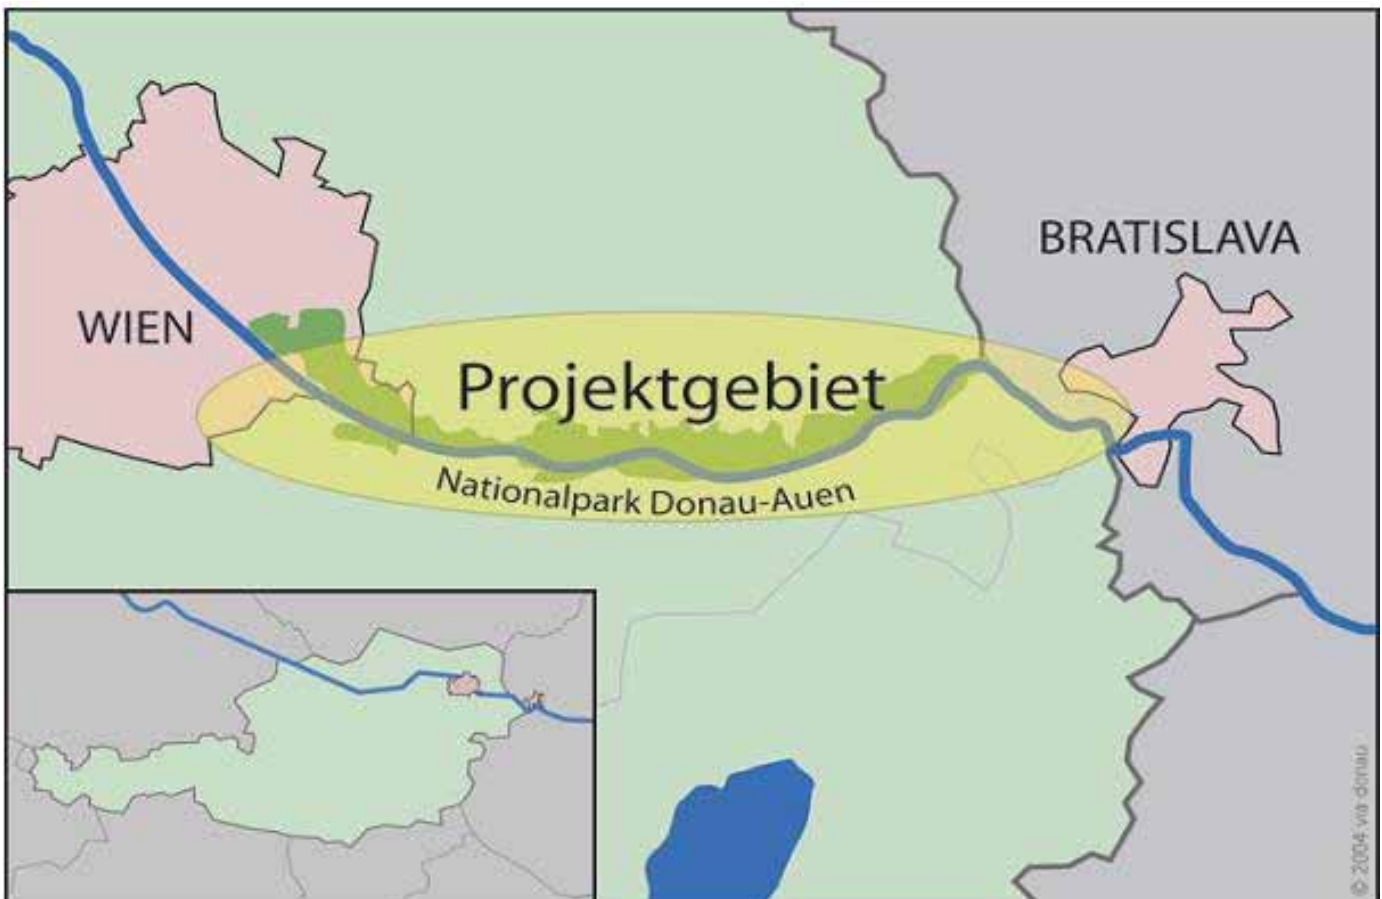 WIEN
BRATISLAVA
Projektgebiet
Nationalpark Donau-Auen
© 2004 via donau